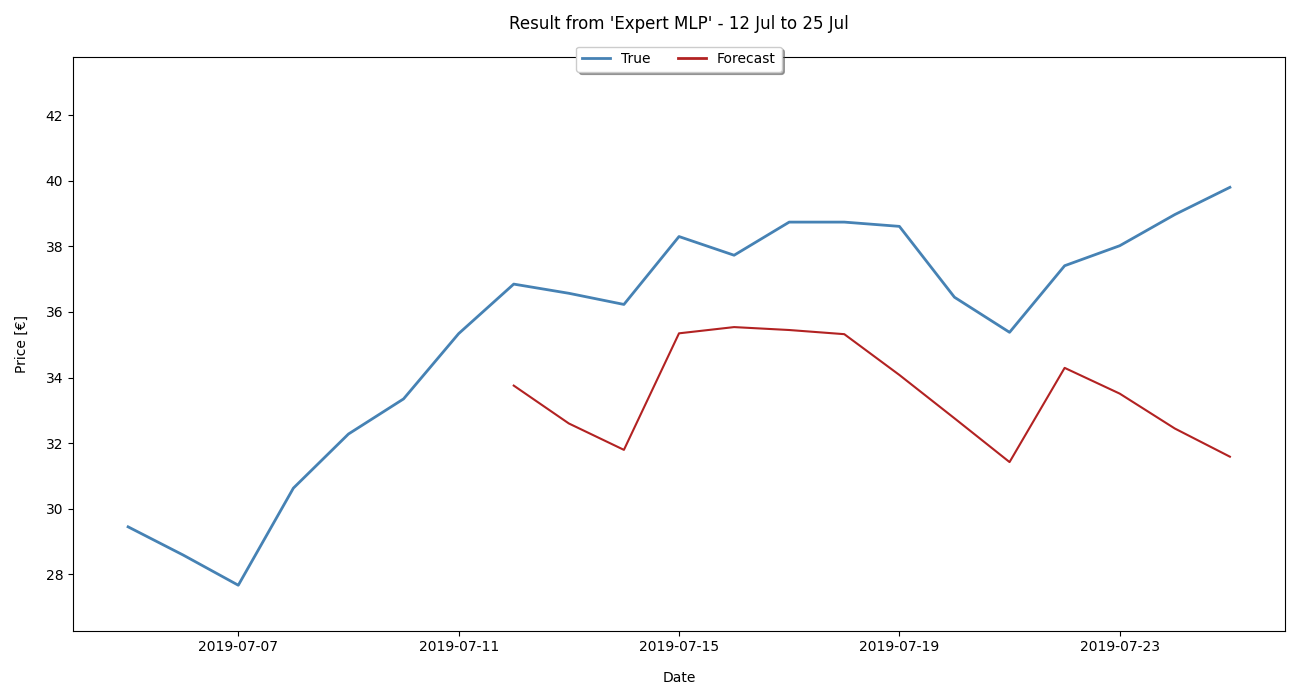 Result from 'Expert MLP' - 12 Jul to 25 Jul
True Forecast
42
40
38
36
34
32
30
28
Price [€]
2019-07-07 2019-07-11 2019-07-15 2019-07-19 2019-07-23
Date